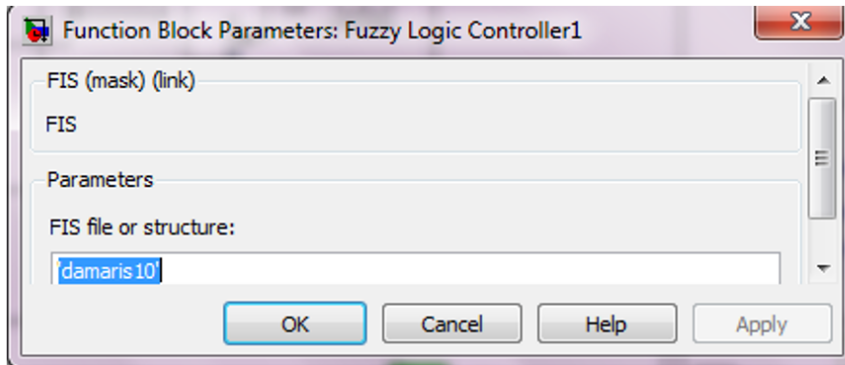 Function Block Parameters: Fuzzy Logic Controller1
FIS (mask) (link)
FIS
Parameters
FIS file or structure:
'damaris10'
OK Cancel Help Apply